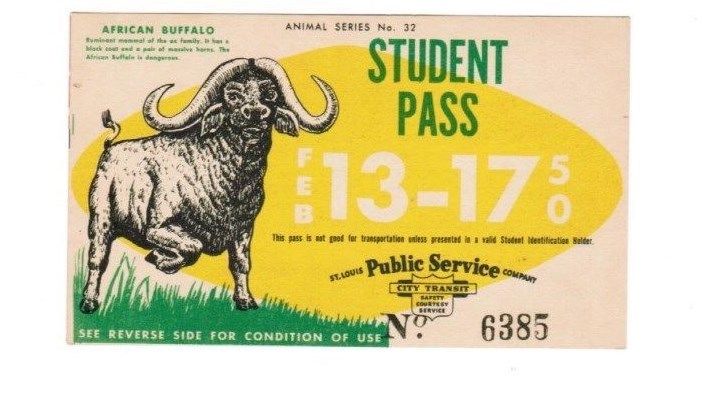 AFRICAN BUFFALO
Ruminant mammal of the ox family. It has a
black coat and a pair of massive horns. The
African Buffalo is dangerous.
ANIMAL SERIES No. 32
STUDENT
PASS
FEB 13-17 50
This pass is not good for transportation unless presented in a valid Student Identification Holder.
ST. LOUIS Public Service COMPANY
CITY TRANSIT
SAFETY
COURTESY
SERVICE
SEE REVERSE SIDE FOR CONDITION OF USE
No. 6385